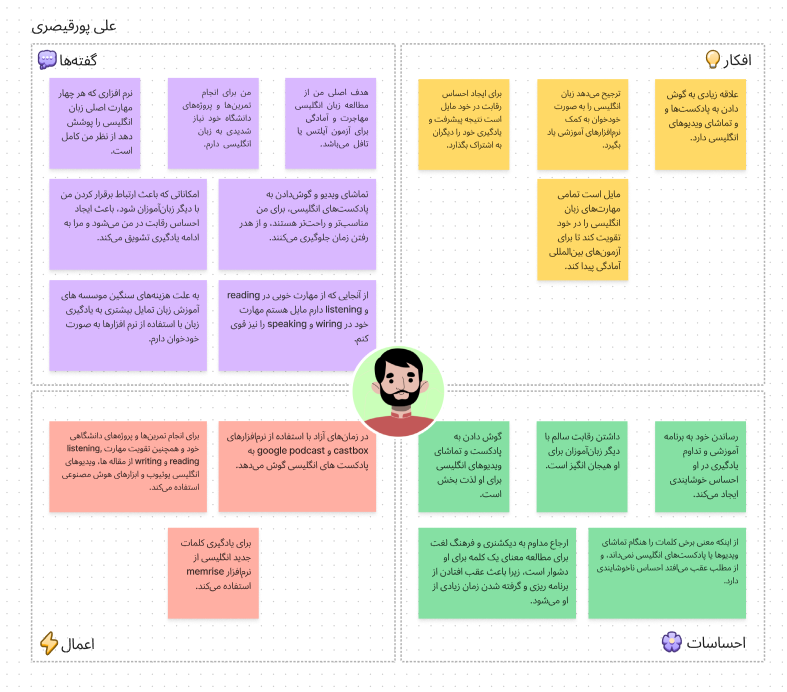 علی پورقیصری
افکار
علاقه زیادی به گوش
دادن به پادکست‌ها و
تماشای ویدیوهای
انگلیسی دارد.
ترجیح می‌دهد زبان
انگلیسی را به صورت
خودخوان به کمک
نرم‌افزارهای آموزشی یاد
بگیرد.
برای ایجاد احساس
رقابت در خود مایل
است نتیجه پیشرفت و
یادگیری خود را دیگران
به اشتراک بگذارد.
مایل است تمامی
مهارت‌های زبان
انگلیسی را در خود
تقویت کند تا برای
آزمون‌های بین‌المللی
آمادگی پیدا کند.
گفته‌ها
هدف اصلی من از
مطالعه زبان انگلیسی
مهاجرت و آمادگی
برای آزمون آیلتس یا
تافل می‌باشد.
من برای انجام
تمرین‌ها و پروژه‌های
دانشگاه خود نیاز
شدیدی به زبان
انگلیسی دارم.
نرم افزاری که هر چهار
مهارت اصلی زبان
انگلیسی را پوشش
دهد از نظر من کامل
است.
تماشای ویدیو و گوش‌دادن به
پادکست‌های انگلیسی، برای من
مناسب‌تر و راحت‌تر هستند، و از هدر
رفتن زمان جلوگیری می‌کنند.
امکاناتی که باعث ارتباط برقرار کردن من
با دیگر زبان‌آموزان شود، باعث ایجاد
احساس رقابت در من می‌شود و مرا به
ادامه یادگیری تشویق می‌کند.
از آنجایی که از مهارت خوبی در reading
و listening دارم مایل هستم مهارت
خود در wiring و speaking را نیز قوی
کنم.
به علت هزینه‌های سنگین موسسه های
آموزش زبان تمایل بیشتری به یادگیری
زبان با استفاده از نرم افزارها به صورت
خودخوان دارم.
رساندن خود به برنامه
آموزشی و تداوم
یادگیری در او
احساس خوشایندی
ایجاد می‌کند.
داشتن رقابت سالم با
دیگر زبان‌آموزان برای
او هیجان انگیز است.
گوش دادن به
پادکست و تماشای
ویدیوهای انگلیسی
برای او لذت بخش
است.
از اینکه معنی برخی کلمات را هنگام تماشای
ویدیوها یا پادکست‌های انگلیسی نمی‌داند، و
از مطلب عقب می‌افتد احساس ناخوشایندی
دارد.
ارجاع مداوم به دیکشنری و فرهنگ لغت
برای مطالعه معنای یک کلمه برای او
دشوار است، زیرا باعث عقب افتادن از
برنامه ریزی و گرفته شدن زمان زیادی از
او می‌شود.
احساسات
در زمان‌های آزاد با استفاده از نرم‌افزارهای
castbox و google podcast به
پادکست های انگلیسی گوش می‌دهد.
برای انجام تمرین‌ها و پروژه‌های دانشگاهی
خود و همچنین تقویت مهارت listening,
reading و writing از مقاله ها، ویدیوهای
انگلیسی یوتیوب و ابزارهای هوش مصنوعی
استفاده می‌کند.
برای یادگیری کلمات
جدید انگلیسی از
نرم‌افزار memrise
استفاده می‌کند.
اعمال